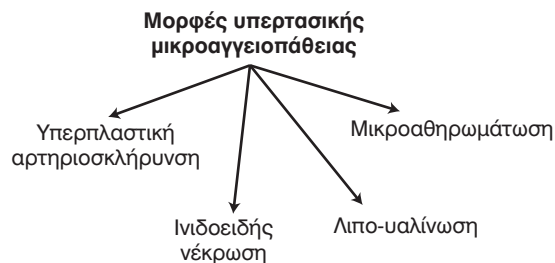 Μορφές υπερτασικής
μικροαγγειοπάθειας
Υπερπλαστική
αρτηριοσκλήρυνση
Μικροαθηρωμάτωση
Ινιδοειδής
νέκρωση
Λιπο-υαλίνωση